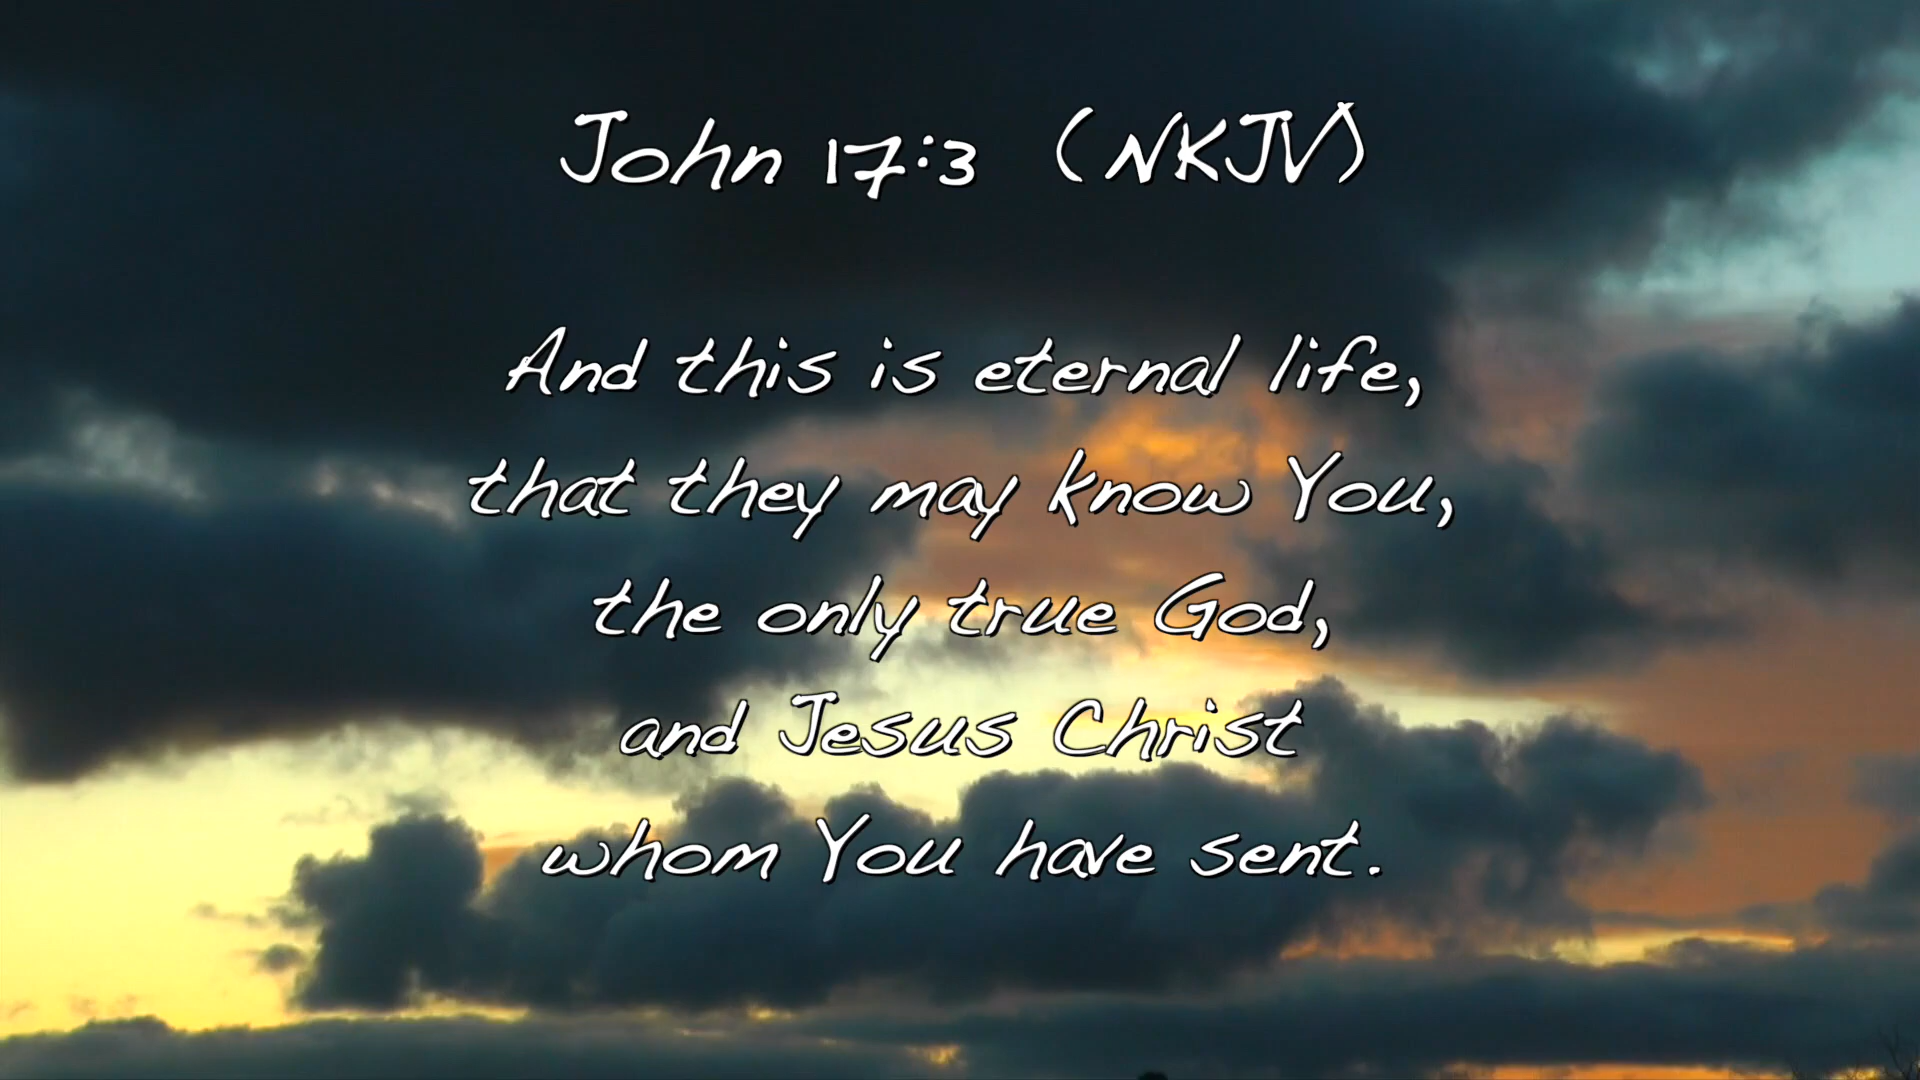 John 17:3 (NKJV)
And this is eternal life,
that they may know You,
the only true God,
and Jesus Christ
whom You have sent.